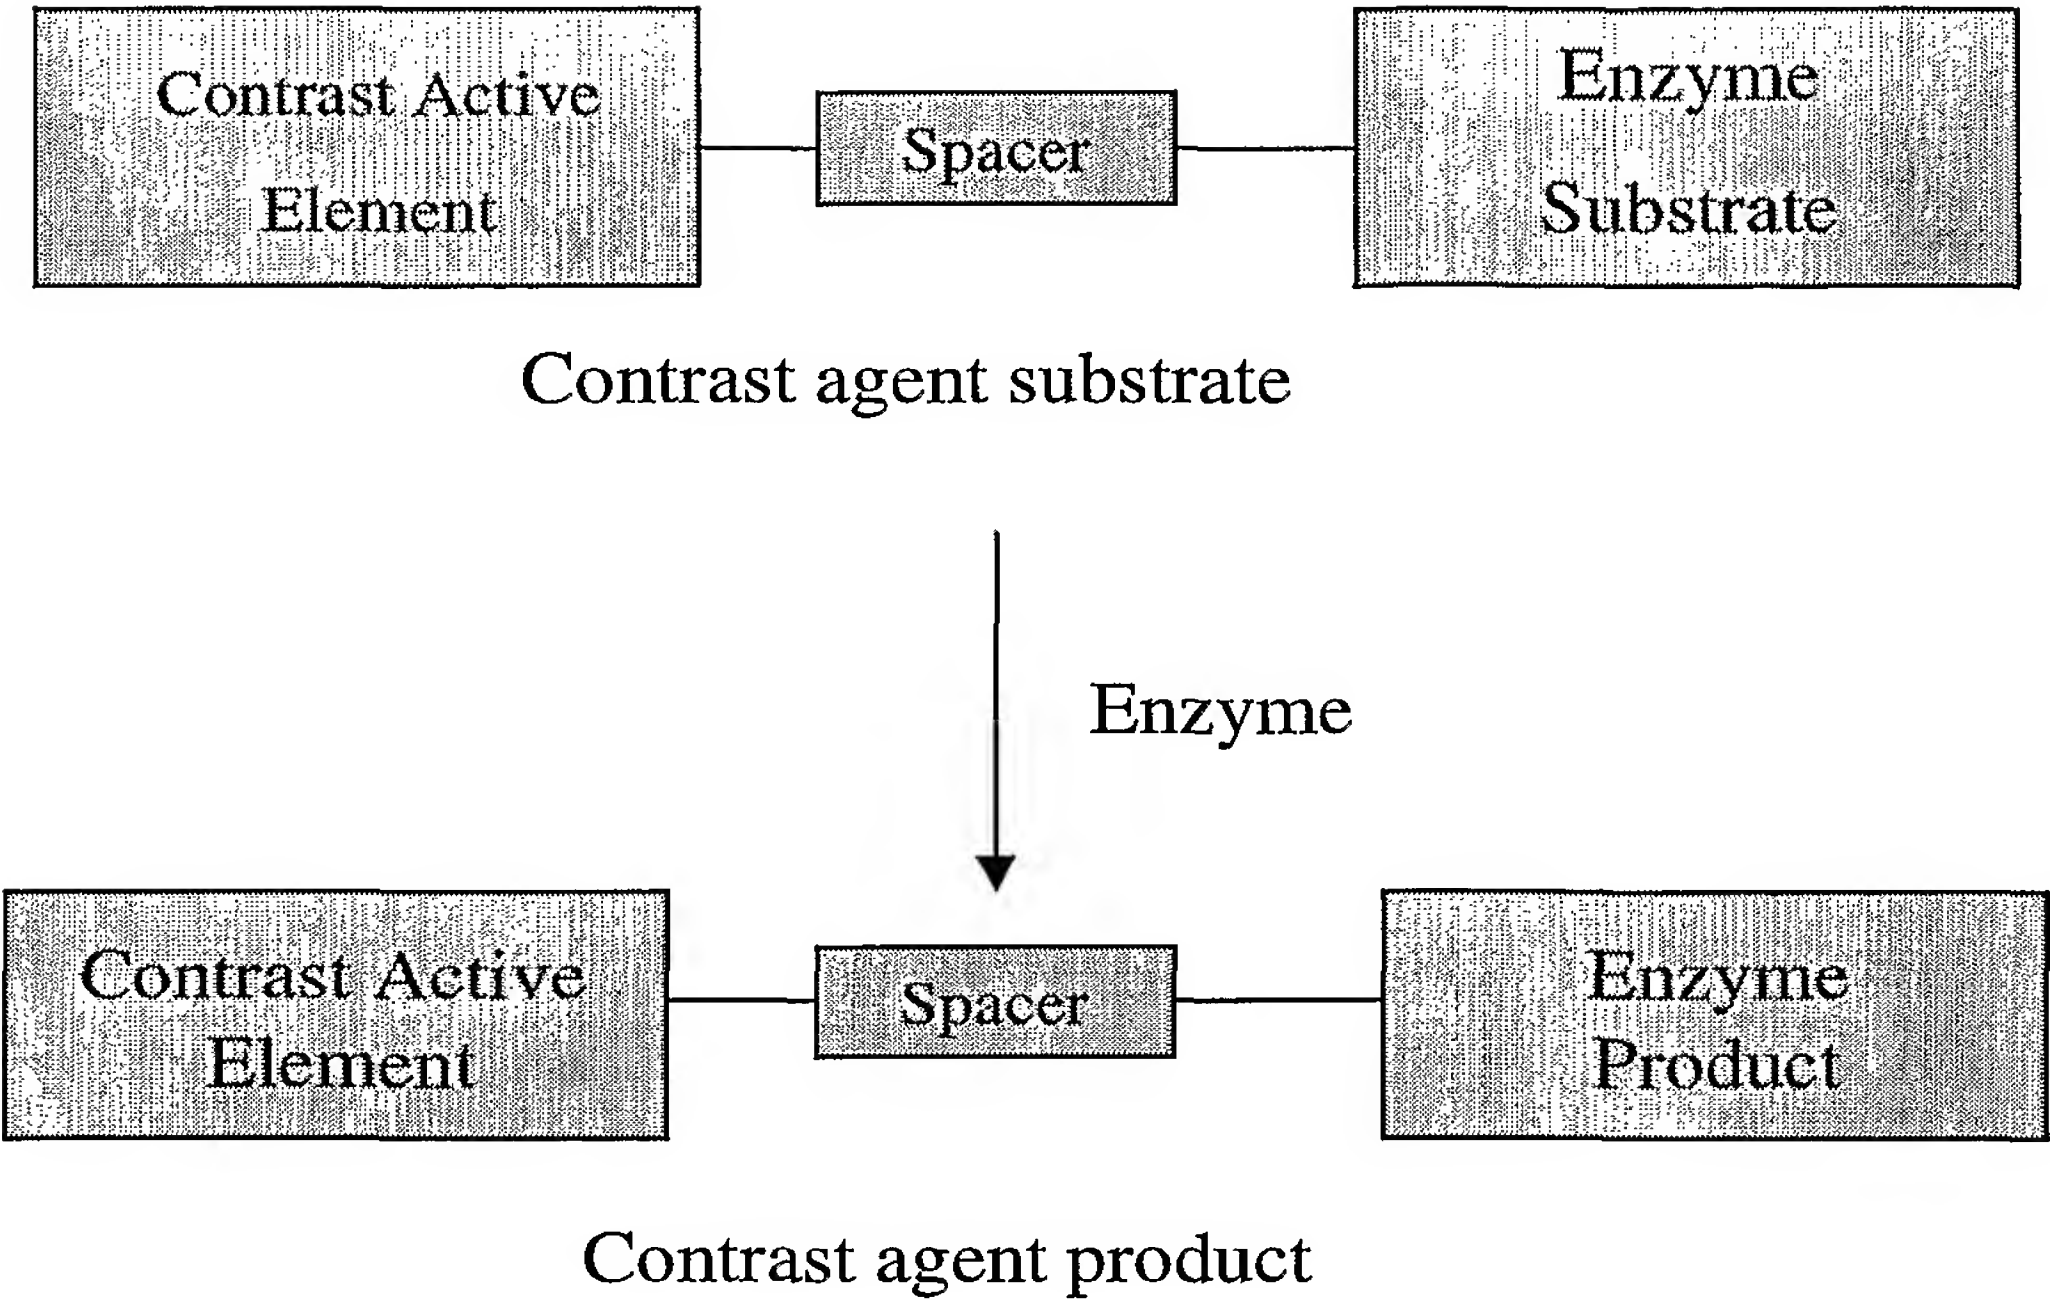 Contrast Active
Element
Spacer
Enzyme
Substrate
Contrast agent substrate
Enzyme
Contrast Active
Element
Spacer
Enzyme
Product
Contrast agent product